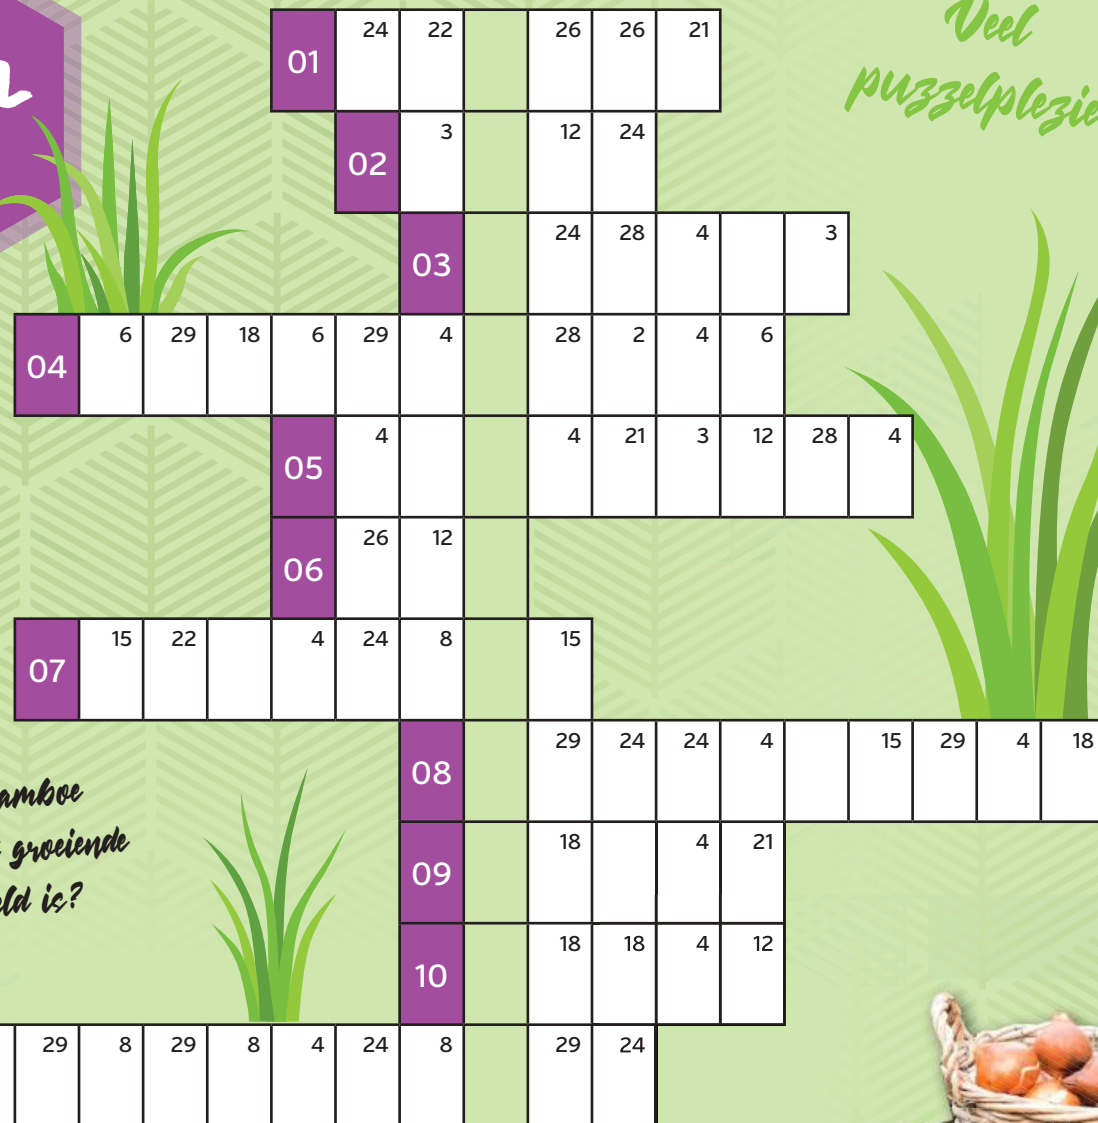 Veel
puzzelplezie
01 24 22 26 26 21
02 3 12 24
03 24 28 4 3
04 6 29 18 6 29 4 28 2 4 6
05 4 4 21 3 12 28 4
06 26 12
07 15 22 4 24 8 15
08 29 24 24 4 15 29 4 18
amboe
groeiende
eld is?
09 18 4 21
10 18 18 4 12
29 8 29 8 4 24 8 29 24